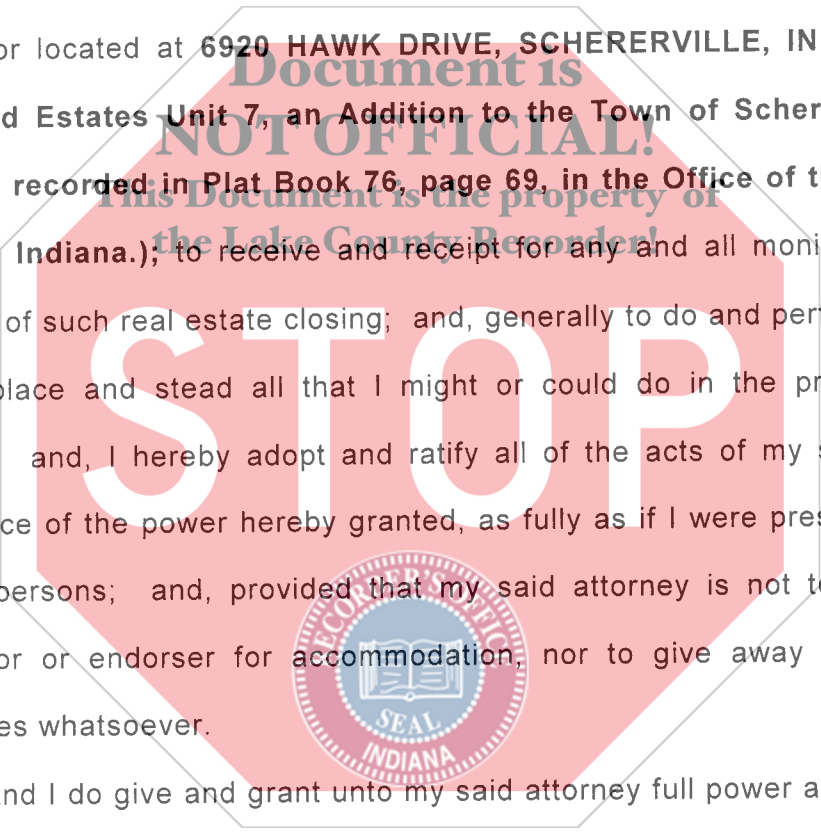 or located at 6920 HAWK DRIVE, SCHERERVILLE, IN
Document is
d Estates Unit 7, an Addition to the Town of Scher
NOT OFFICIAL!
recorded in Plat Book 76, page 69, in the Office of t
This Document is the property of
Indiana.); to receive and receipt for any and all moni
the Lake County Recorder!
of such real estate closing; and, generally to do and per
place and stead all that I might or could do in the pr
STOP
and, I hereby adopt and ratify all of the acts of my s
ce of the power hereby granted, as fully as if I were pres
persons; and, provided that my said attorney is not t
RECORDER'S OFFICE
or or endorser for accommodation, nor to give away
es whatsoever.
SEAL
INDIANA
nd I do give and grant unto my said attorney full power a